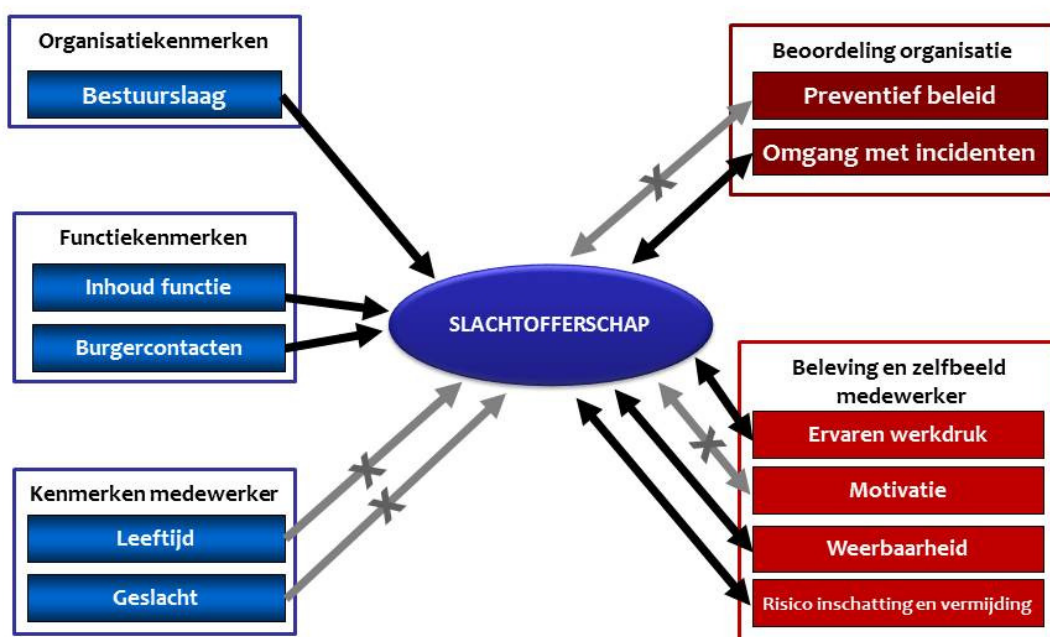 Organisatiekenmerken
Bestuurslaag
Functiekenmerken
Inhoud functie
Burgercontacten
Kenmerken medewerker
Leeftijd
Geslacht
SLACHTOFFERSCHAP
Beoordeling organisatie
Preventief beleid
Omgang met incidenten
Beleving en zelfbeeld
medewerker
Ervaren werkdruk
Motivatie
Weerbaarheid
Risico inschatting en vermijding